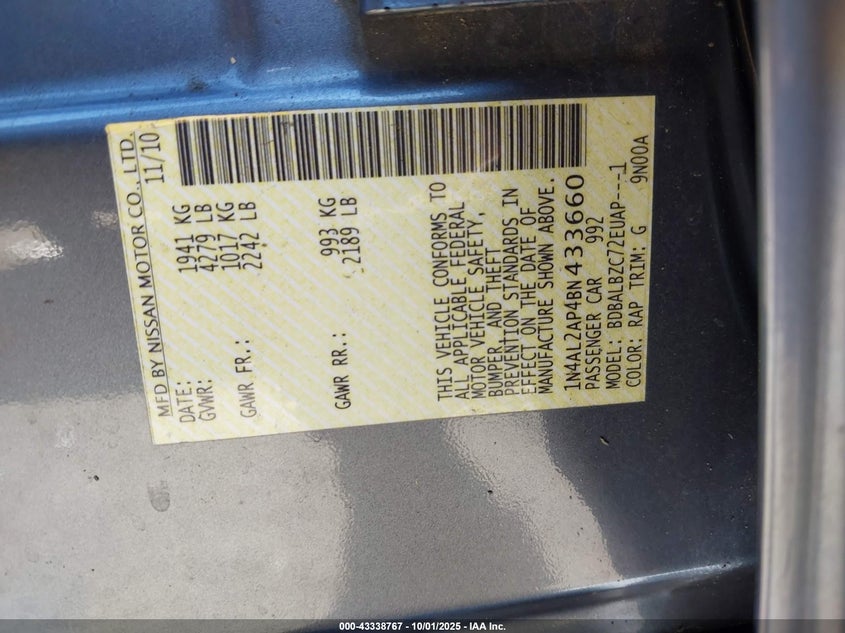 MFD BY NISSAN MOTOR CO., LTD.
DATE: 11/10
GVWR: 1941 KG
4279 LB
GAWR FR.: 1017 KG
2242 LB
GAWR RR.: 993 KG
2189 LB
THIS VEHICLE CONFORMS TO
ALL APPLICABLE FEDERAL
MOTOR VEHICLE SAFETY,
BUMPER, AND THEFT
PREVENTION STANDARDS IN
EFFECT ON THE DATE OF
MANUFACTURE SHOWN ABOVE.
1N4AL2AP4BN433660
PASSENGER CAR 992
MODEL: BDBALBZC72EUAP----1
COLOR: RAP TRIM: G 9N00A
000-43338767 - 10/01/2025 - IAA Inc.